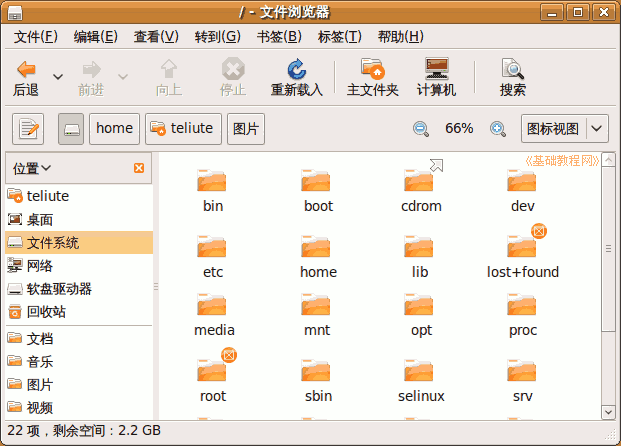 / - 文件浏览器
文件(F) 编辑(E) 查看(V) 转到(G) 书签(B) 标签(T) 帮助(H)
后退 前进 向上 停止 重新载入 主文件夹 计算机 搜索
home teliute 图片 66% 图标视图
位置
teliute
桌面
文件系统
网络
软盘驱动器
回收站
文档
音乐
图片
视频
《基础教程网》
bin boot cdrom dev
etc home lib lost+found
media mnt opt proc
root sbin selinux srv
22 项，剩余空间：2.2 GB